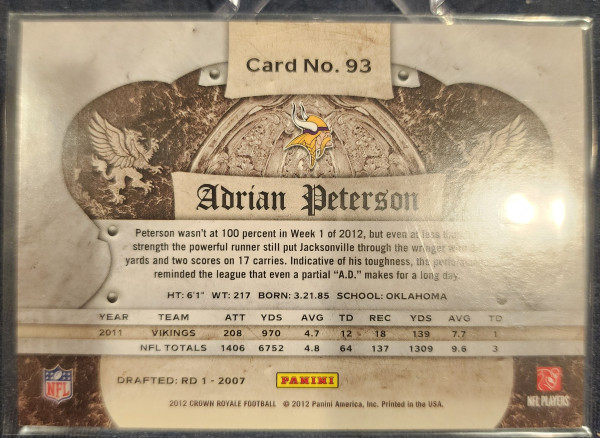 Card No. 93
Adrian Peterson
Peterson wasn't at 100 percent in Week 1 of 2012, but even at less than
strength the powerful runner still put Jacksonville through the wringer with
yards and two scores on 17 carries. Indicative of his toughness, the
reminded the league that even a partial "A.D." makes for a long day.
HT: 6'1" WT: 217 BORN: 3.21.85 SCHOOL: OKLAHOMA
YEAR TEAM ATT YDS AVG TD REC YDS AVG TD
2011 VIKINGS 208 970 4.7 12 18 139 7.7 1
NFL TOTALS 1406 6752 4.8 64 137 1309 9.6 3
DRAFTED: RD 1 - 2007
PANINI
NFL
NFL PLAYERS
2012 CROWN ROYALE FOOTBALL © 2012 Panini America, Inc. Printed in the USA.